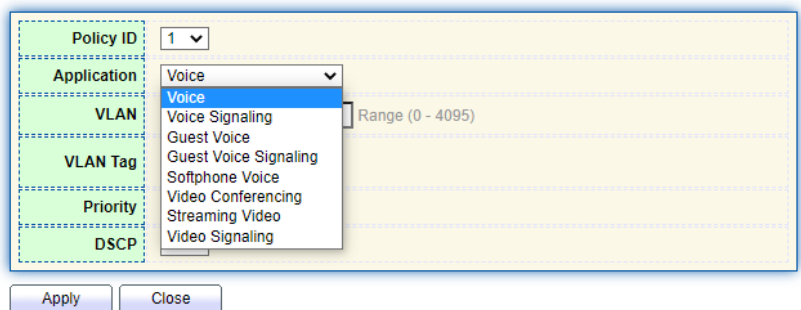 Policy ID 1
Application Voice
Voice
VLAN Range (0 - 4095)
Voice Signaling
Guest Voice
VLAN Tag Guest Voice Signaling
Softphone Voice
Priority Video Conferencing
Streaming Video
DSCP Video Signaling
Apply Close